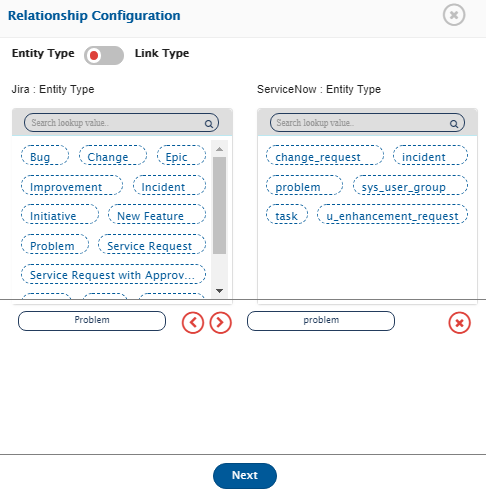 Relationship Configuration
Entity Type Link Type
Jira : Entity Type
ServiceNow : Entity Type
Search lookup value..
Search lookup value..
Bug Change Epic
change_request incident
Improvement Incident
problem sys_user_group
Initiative New Feature
task u_enhancement_request
Problem Service Request
Service Request with Approv...
Problem problem
Next